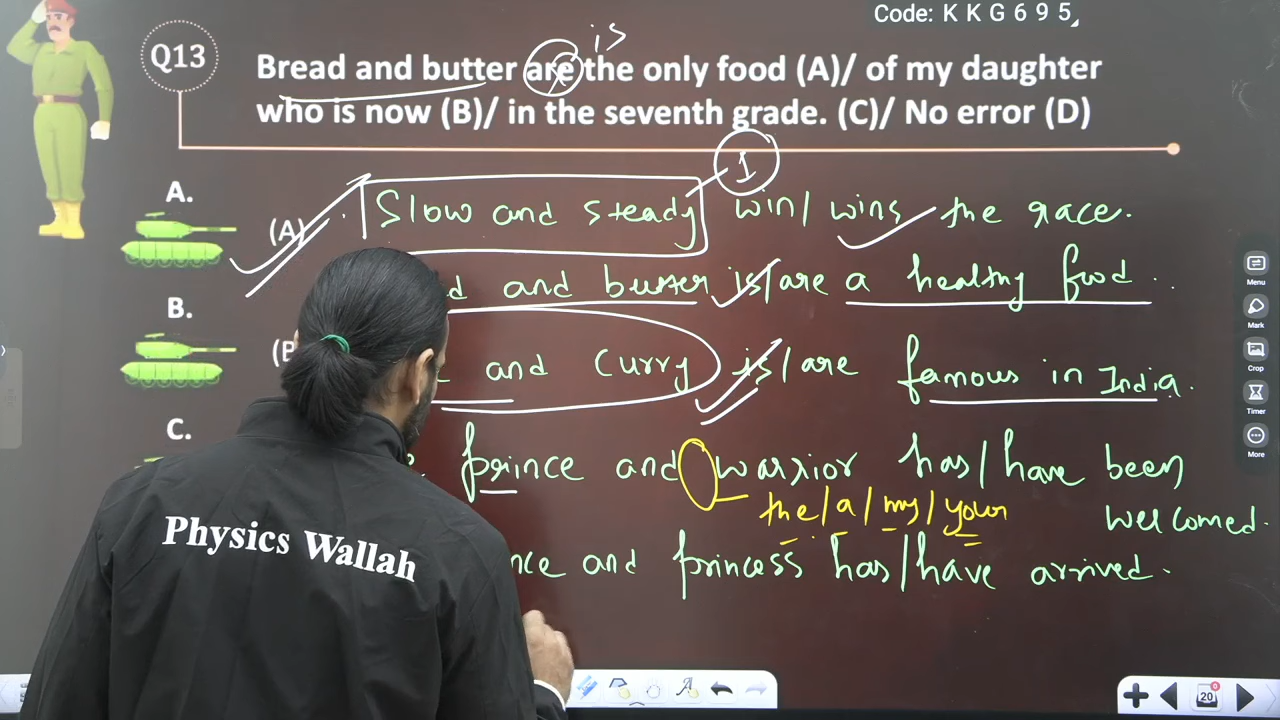 Code: K K G 6 9 5
is
Q13
Bread and butter are the only food (A)/ of my daughter
who is now (B)/ in the seventh grade. (C)/ No error (D)
1
A.
(A) Slow and steady win/ wins the race.
and butter is/are a healthy food.
B.
(B and Curry is/are famous in India.
C.
prince and warrior has/have been
the/a/my/your
welcomed.
nce and princess has/have arrived.
Physics Wallah
Menu
Mark
Crop
Timer
More
20